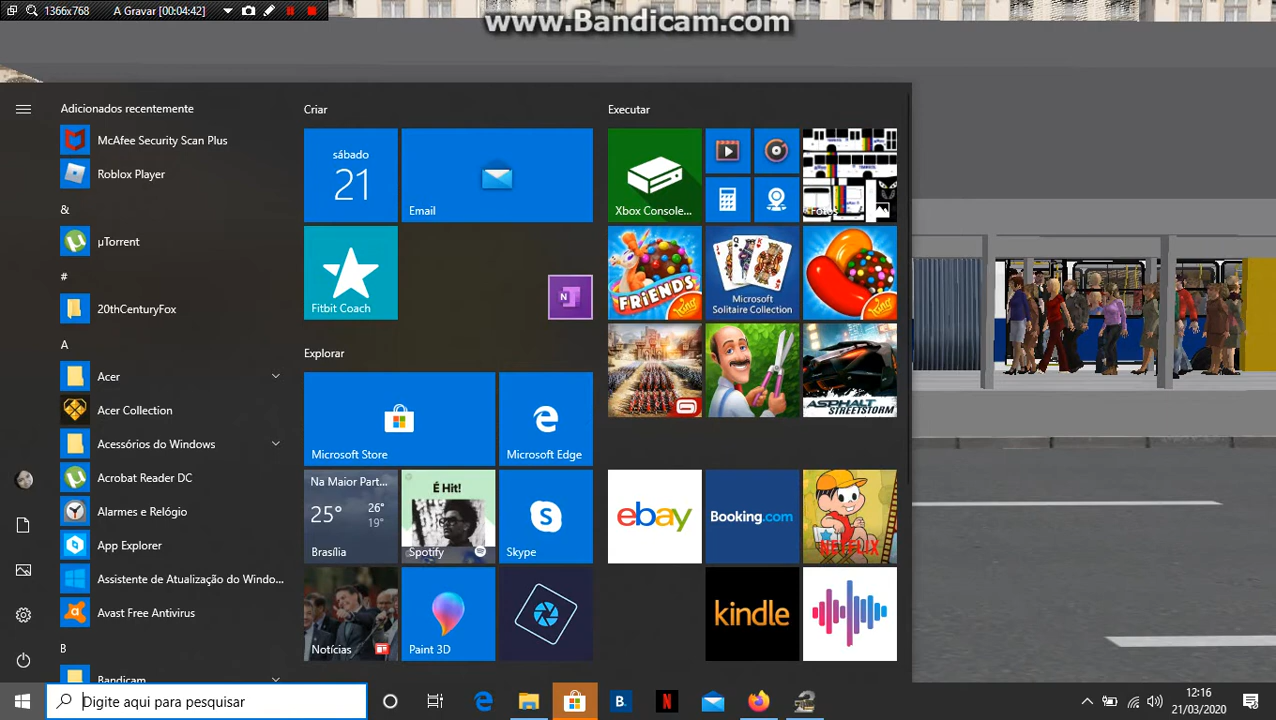 1366x768 A Gravar [00:04:42]
www.Bandicam.com
Adicionados recentemente
McAfee Security Scan Plus
Roblox Player
&
µTorrent
#
20thCenturyFox
A
Acer
Acer Collection
Acessórios do Windows
Acrobat Reader DC
Alarmes e Relógio
App Explorer
Assistente de Atualização do Windo...
Avast Free Antivirus
B
Bandicam
Criar
sábado
21
Email
Fitbit Coach
N
Explorar
Microsoft Store
Microsoft Edge
Na Maior Part...
25° 26°
19°
Brasília
É Hit!
Spotify
Skype
Notícias
Paint 3D
Executar
Xbox Console...
Fotos
FRIENDS
King
Microsoft
Solitaire Collection
King
ASPHALT
STREETSTORM
ebay
Booking.com
NETFLIX
kindle
Digite aqui para pesquisar
B.
N
12:16
21/03/2020